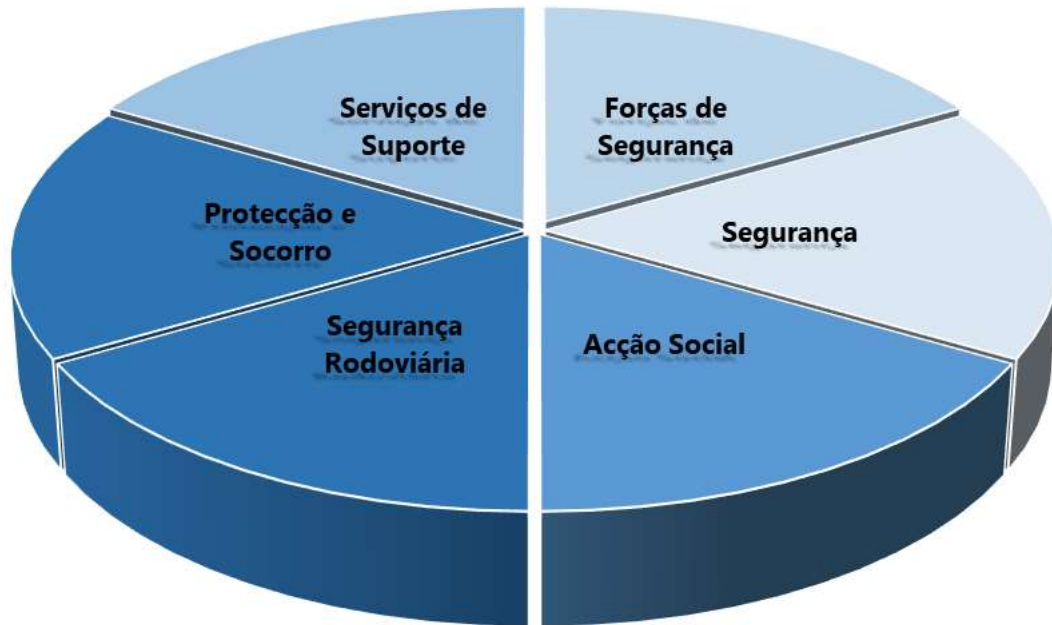 Serviços de
Suporte
Forças de
Segurança
Protecção e
Socorro
Segurança
Segurança
Rodoviária
Acção Social